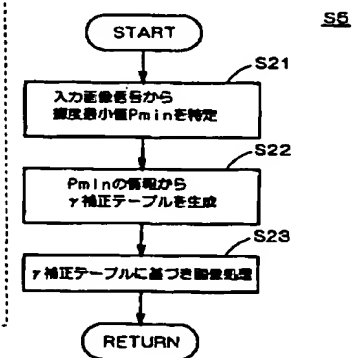 S5
START
S21
入力画像信号から
輝度最小値Pminを特定
S22
Pminの情報から
γ補正テーブルを生成
S23
γ補正テーブルに基づき画像処理
RETURN